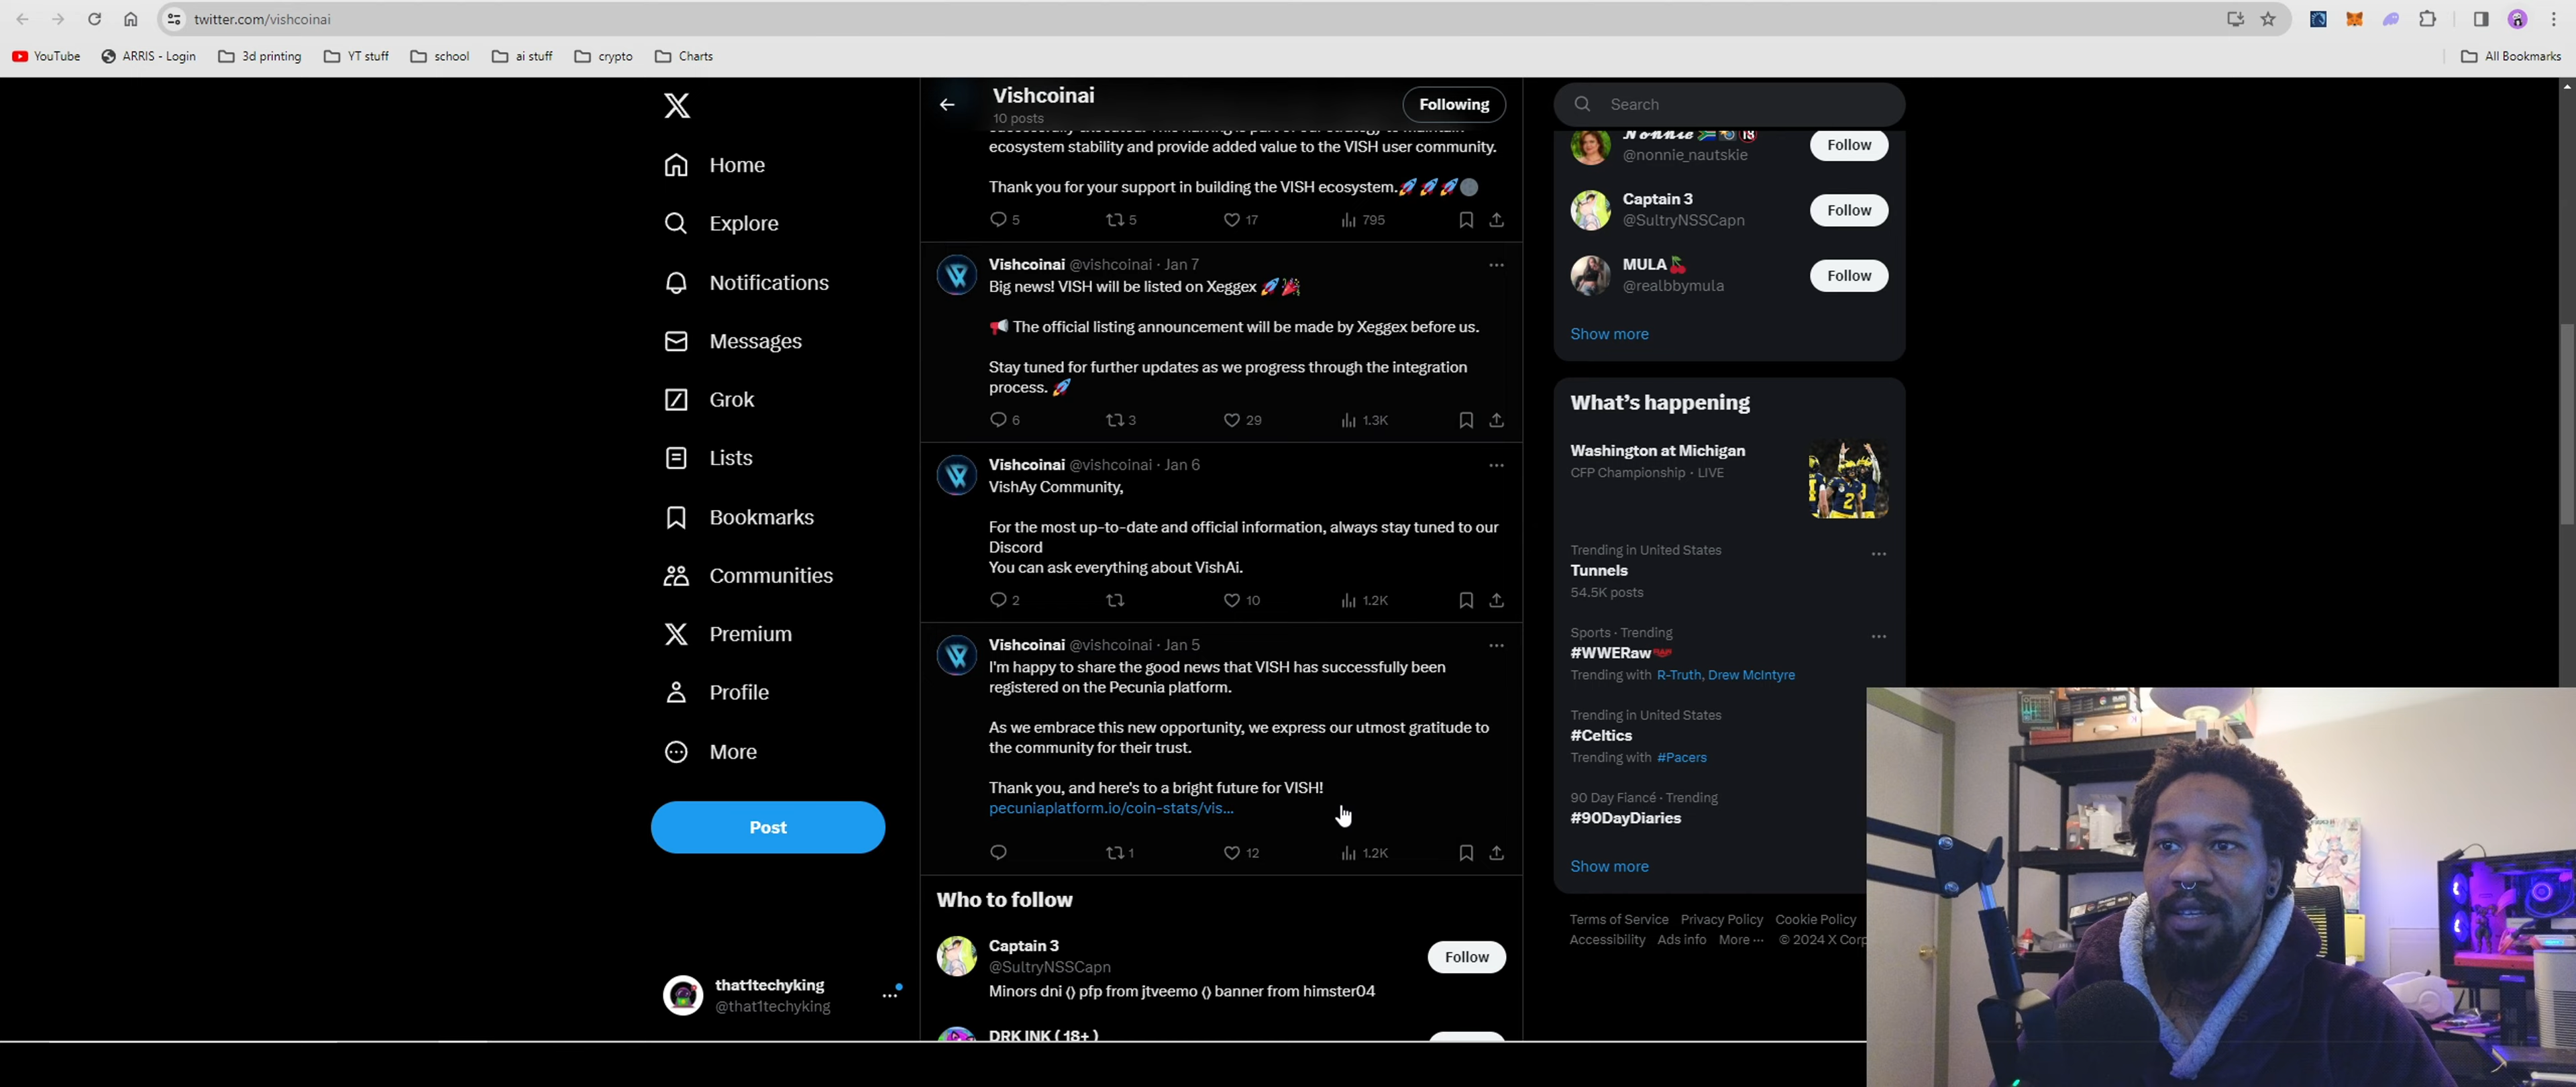 twitter.com/vishcoinai
YouTube
ARRIS - Login
3d printing
YT stuff
school
ai stuff
crypto
Charts
All Bookmarks
Home
Explore
Notifications
Messages
Grok
Lists
Bookmarks
Communities
Premium
Profile
More
Post
that1techyking
@that1techyking
Vishcoinai
10 posts
Following
ecosystem stability and provide added value to the VISH user community.
Thank you for your support in building the VISH ecosystem.🚀🚀🚀🌑
5 5 17 795
Vishcoinai @vishcoinai · Jan 7
Big news! VISH will be listed on Xeggex 🚀🎉
📢 The official listing announcement will be made by Xeggex before us.
Stay tuned for further updates as we progress through the integration
process. 🚀
6 3 29 1.3K
Vishcoinai @vishcoinai · Jan 6
VishAy Community,
For the most up-to-date and official information, always stay tuned to our
Discord
You can ask everything about VishAi.
2 10 1.2K
Vishcoinai @vishcoinai · Jan 5
I'm happy to share the good news that VISH has successfully been
registered on the Pecunia platform.
As we embrace this new opportunity, we express our utmost gratitude to
the community for their trust.
Thank you, and here's to a bright future for VISH!
pecuniaplatform.io/coin-stats/vis...
1 12 1.2K
Who to follow
Captain 3
@SultryNSSCapn
Follow
Minors dni () pfp from jtveemo () banner from himster04
DRK INK ( 18+ )
Search
Nonnie 🔞
@nonnie_nautskie
Follow
Captain 3
@SultryNSSCapn
Follow
MULA🍒
@realbbymula
Follow
Show more
What's happening
Washington at Michigan
CFP Championship · LIVE
Trending in United States
Tunnels
54.5K posts
Sports · Trending
#WWERaw
Trending with R-Truth, Drew McIntyre
Trending in United States
#Celtics
Trending with #Pacers
90 Day Fiancé · Trending
#90DayDiaries
Show more
Terms of Service Privacy Policy Cookie Policy
Accessibility Ads info More ··· © 2024 X Corp